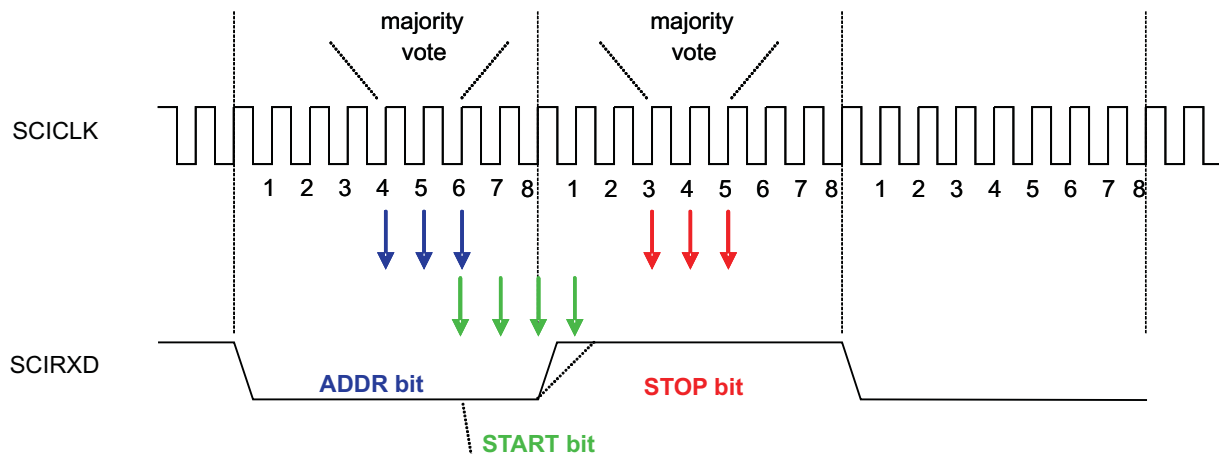 majority
vote
majority
vote
SCICLK
1 2 3 4 5 6 7 8 1 2 3 4 5 6 7 8 1 2 3 4 5 6 7 8
SCIRXD
ADDR bit
STOP bit
START bit